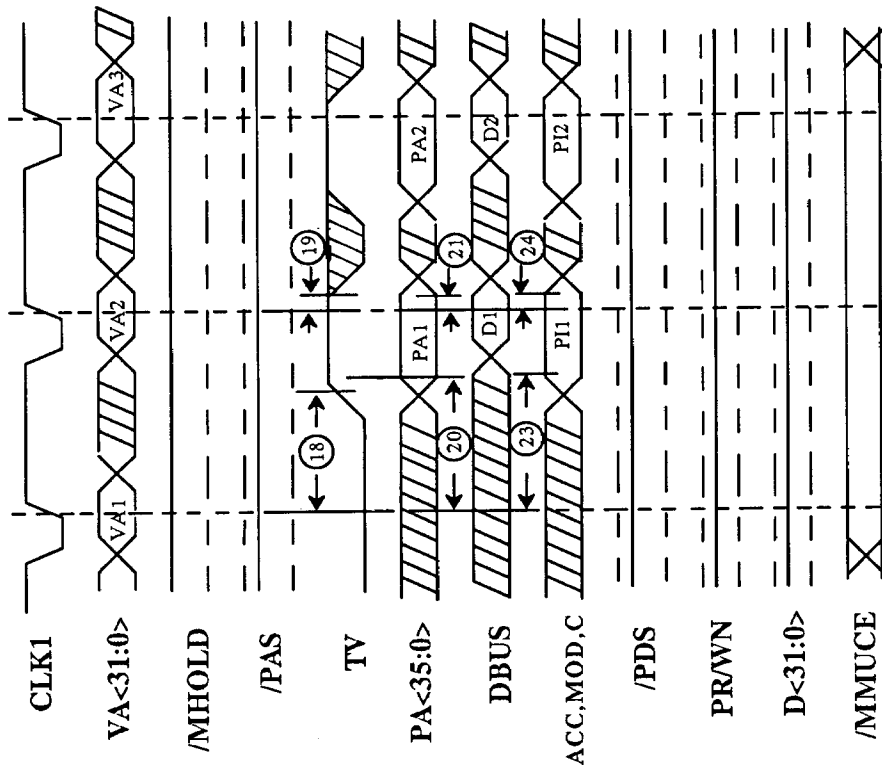 CLK1
VA<31:0> VA1 VA2 VA3
/MHOLD
/PAS
TV 18 19
PA<35:0> PA1 PA2
20 21
DBUS D1 D2
23 24
ACC,MOD,C PI1 PI2
/PDS
PR/WN
D<31:0>
/MMUCE